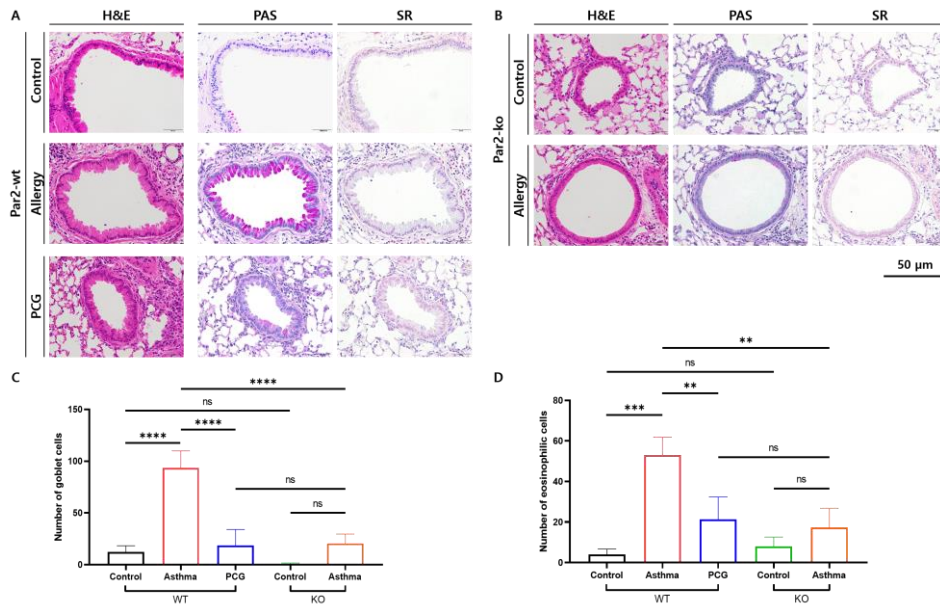 A
H&E
PAS
SR
Par2-wt
Control
Allergy
PCG
B
H&E
PAS
SR
Par2-ko
Control
Allergy
50 µm
C
****
ns
**** ****
ns
ns
Number of goblet cells
150
100
50
0
Control Asthma PCG Control Asthma
WT KO
D
**
ns
**
***
ns
ns
Number of eosinophilic cells
80
60
40
20
0
Control Asthma PCG Control Asthma
WT KO